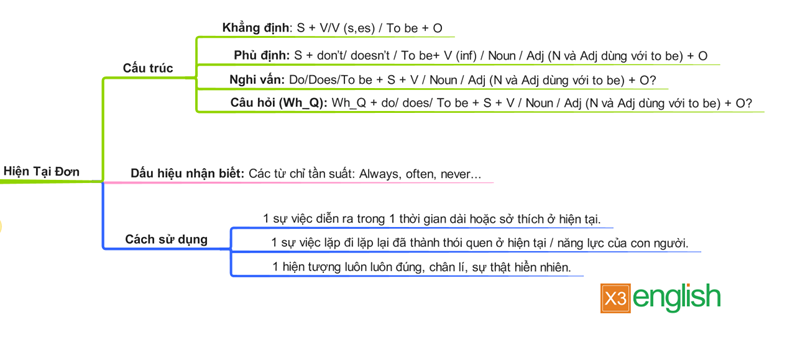 Hiện Tại Đơn
Cấu trúc
Khẳng định: S + V/V (s,es) / To be + O
Phủ định: S + don't/ doesn't / To be+ V (inf) / Noun / Adj (N và Adj dùng với to be) + O
Nghi vấn: Do/Does/To be + S + V / Noun / Adj (N và Adj dùng với to be) + O?
Câu hỏi (Wh_Q): Wh_Q + do/ does/ To be + S + V / Noun / Adj (N và Adj dùng với to be) + O?
Dấu hiệu nhận biết: Các từ chỉ tần suất: Always, often, never...
Cách sử dụng
1 sự việc diễn ra trong 1 thời gian dài hoặc sở thích ở hiện tại.
1 sự việc lặp đi lặp lại đã thành thói quen ở hiện tại / năng lực của con người.
1 hiện tượng luôn luôn đúng, chân lí, sự thật hiển nhiên.
X3 english